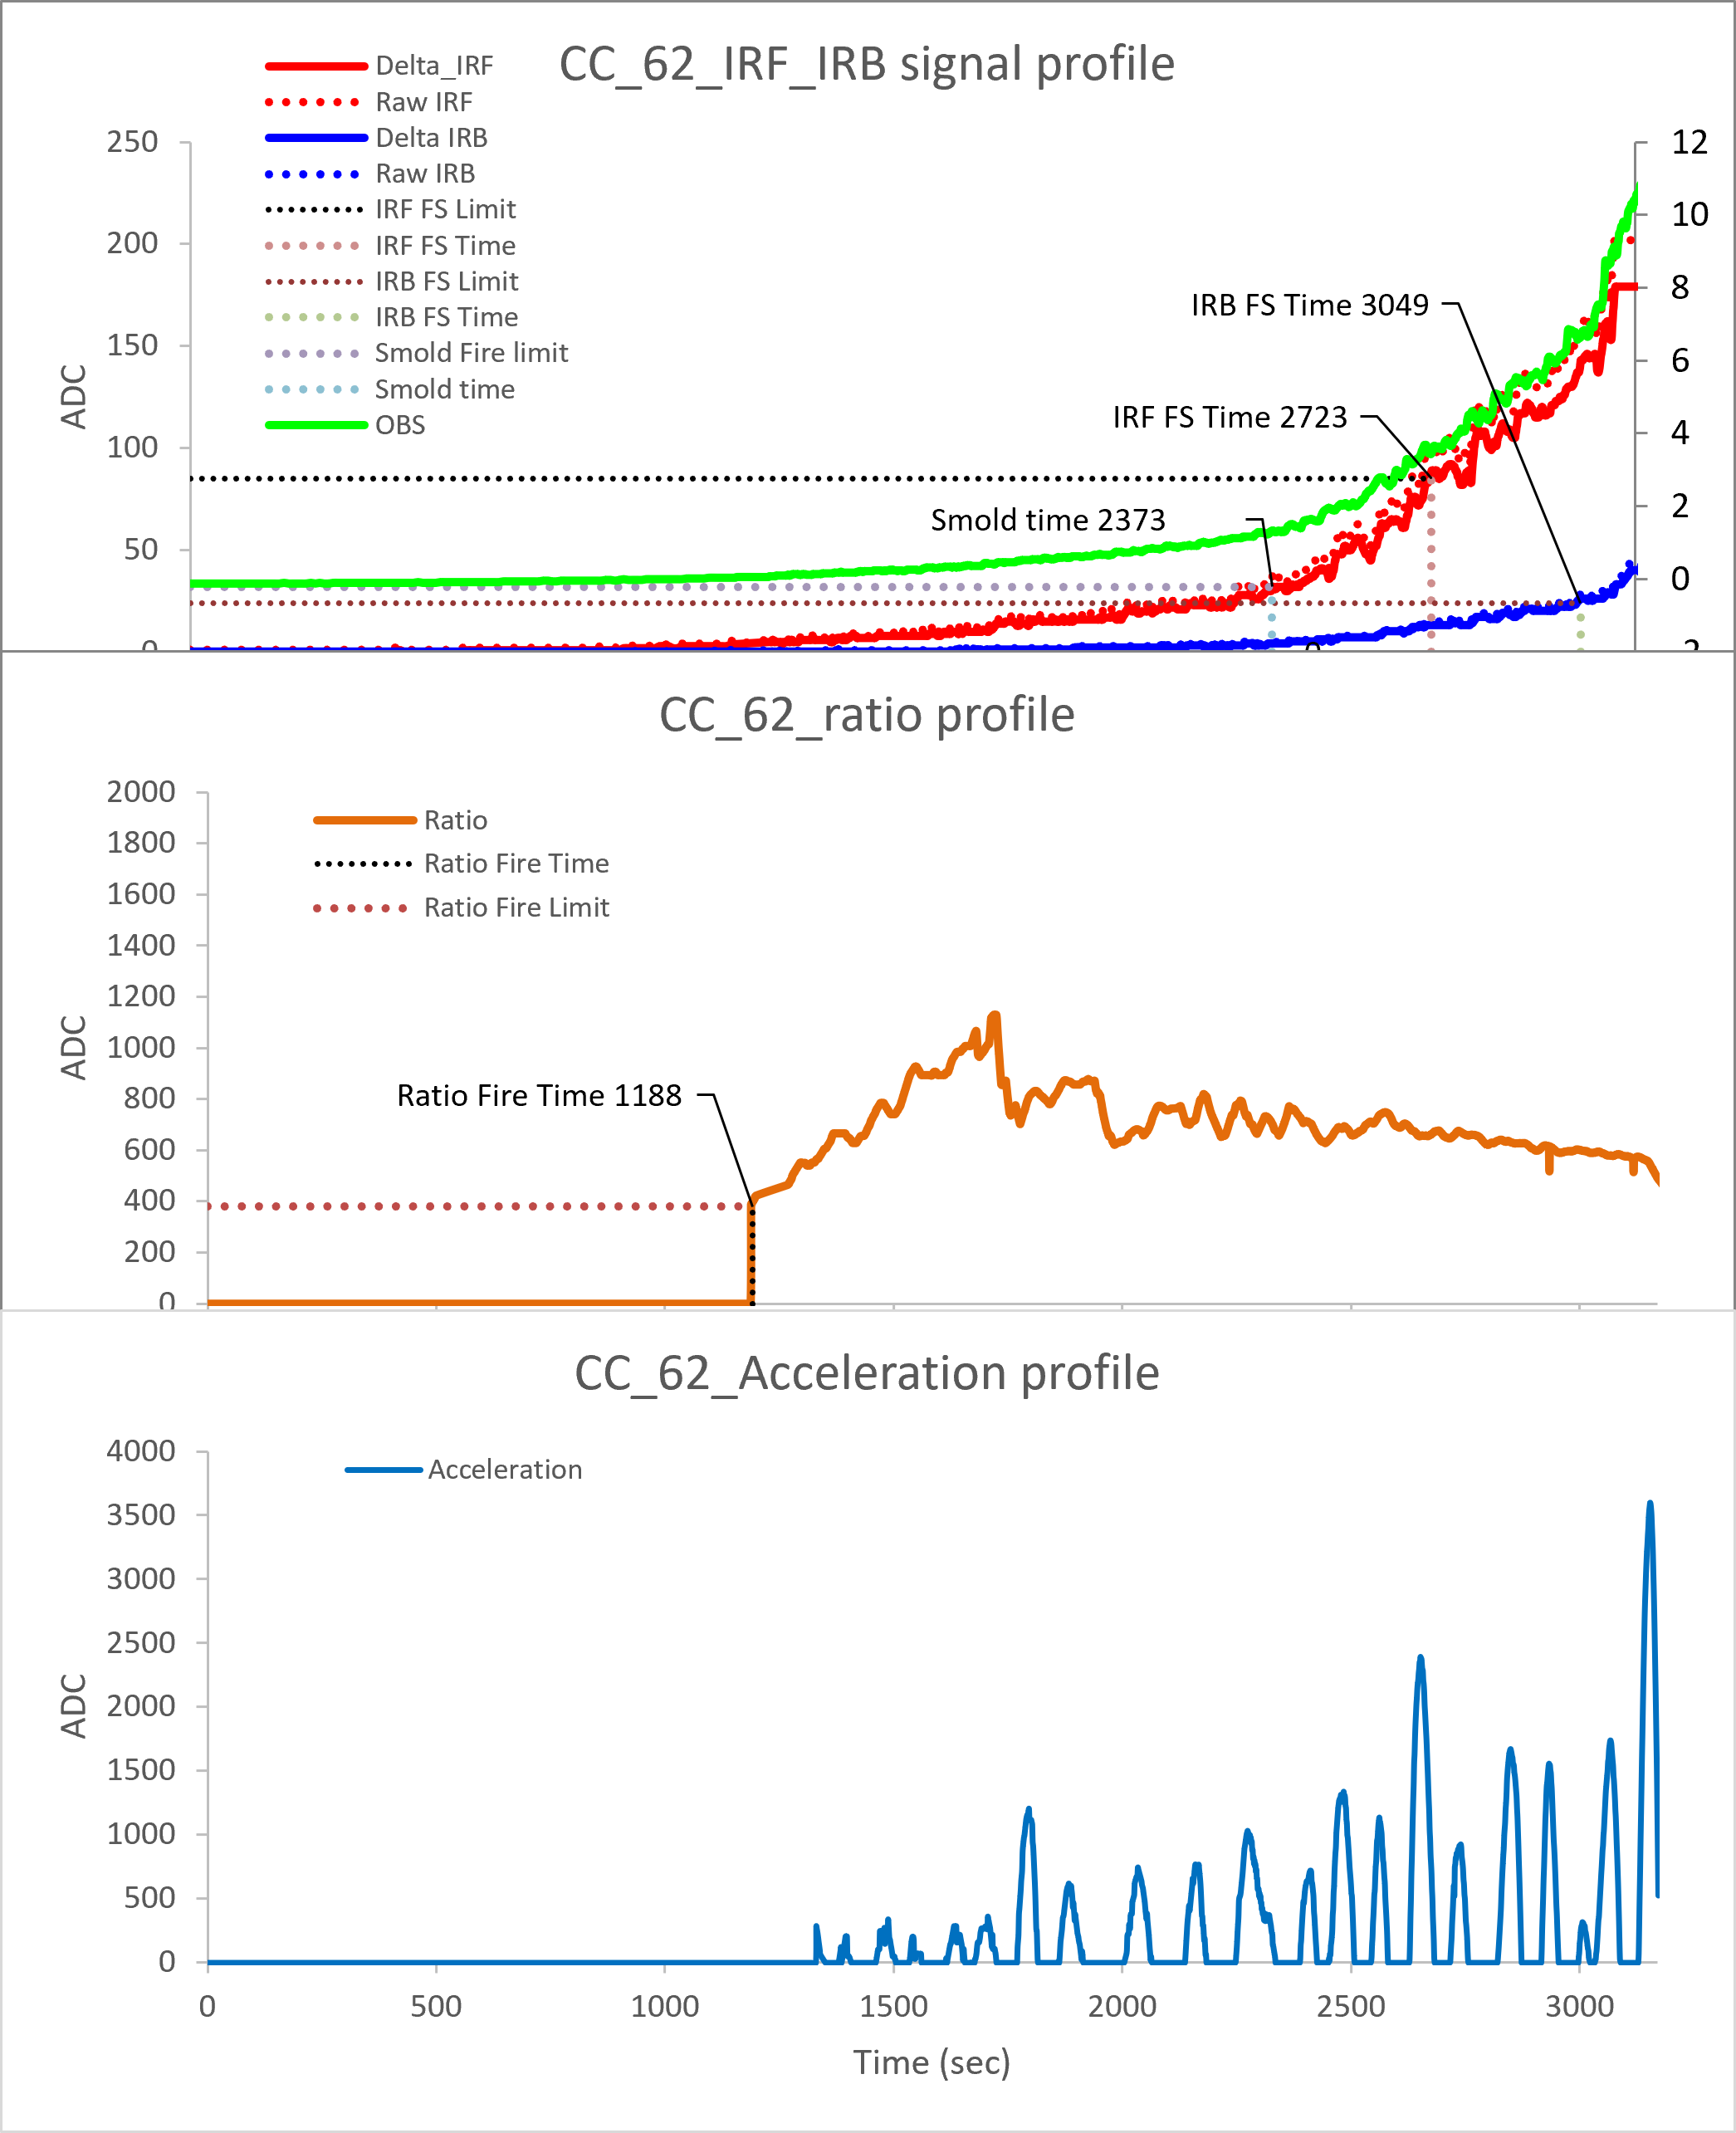 CC_62_IRF_IRB signal profile
Delta_IRF
Raw IRF
Delta IRB
Raw IRB
IRF FS Limit
IRF FS Time
IRB FS Limit
IRB FS Time
Smold Fire limit
Smold time
OBS
250
200
150
100
50
0
ADC
12
10
8
6
4
2
0
-2
IRB FS Time 3049
IRF FS Time 2723
Smold time 2373
CC_62_ratio profile
2000
1800
1600
1400
1200
1000
800
600
400
200
0
ADC
Ratio
Ratio Fire Time
Ratio Fire Limit
Ratio Fire Time 1188
CC_62_Acceleration profile
4000
3500
3000
2500
2000
1500
1000
500
0
ADC
Acceleration
0 500 1000 1500 2000 2500 3000
Time (sec)